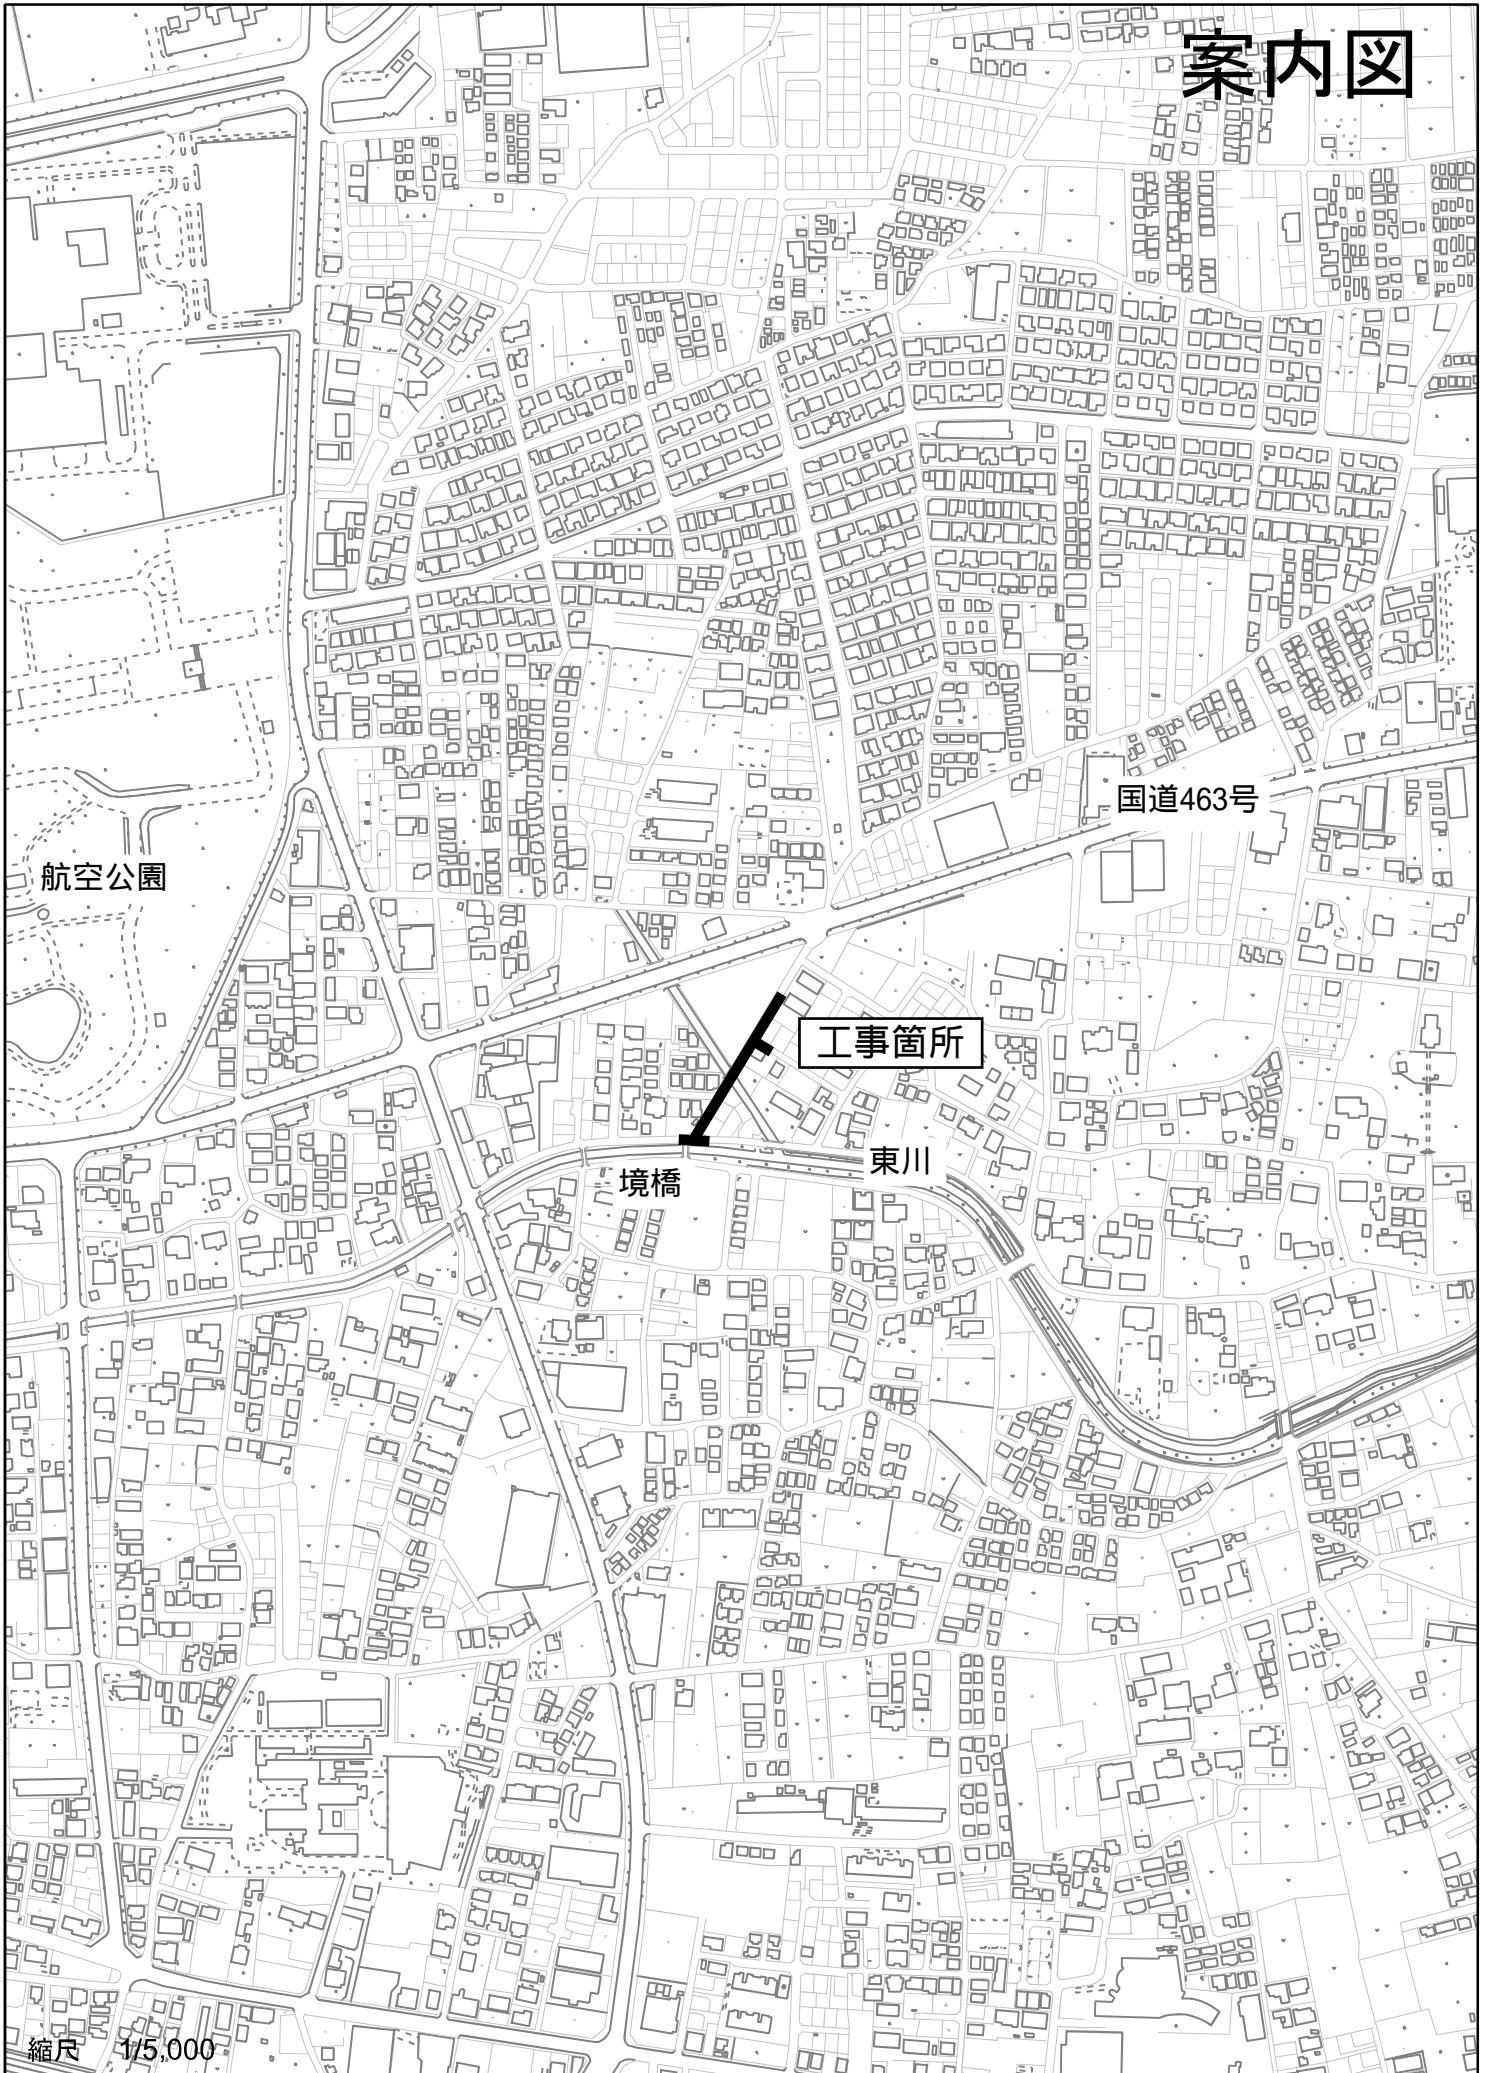 案内図
国道463号
航空公園
工事箇所
東川
境橋
縮尺 1/5,000